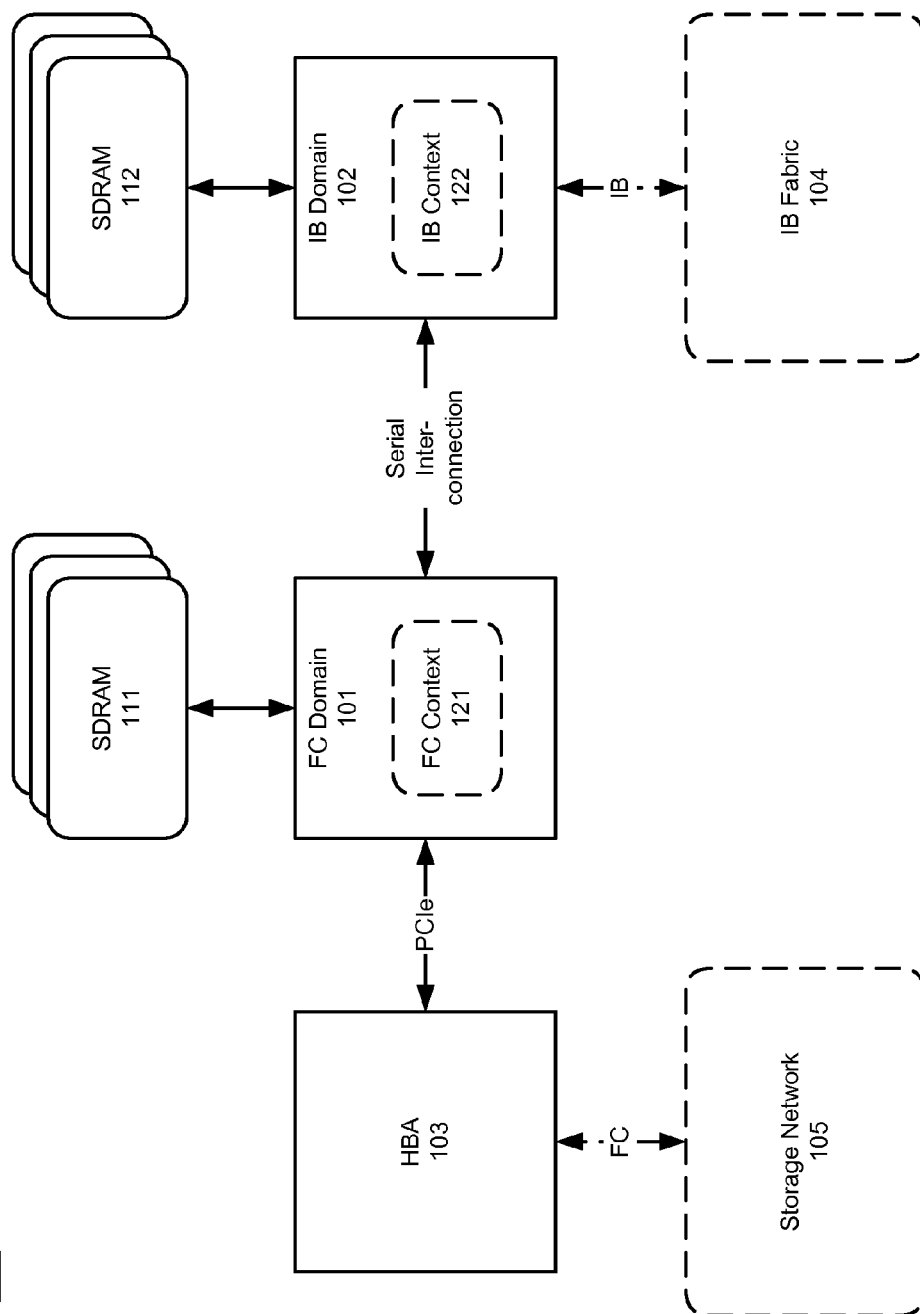 SDRAM
111
SDRAM
112
HBA
103
PCIe
FC Domain
101
FC Context
121
Serial
Inter-
connection
IB Domain
102
IB Context
122
FC
IB
Storage Network
105
IB Fabric
104